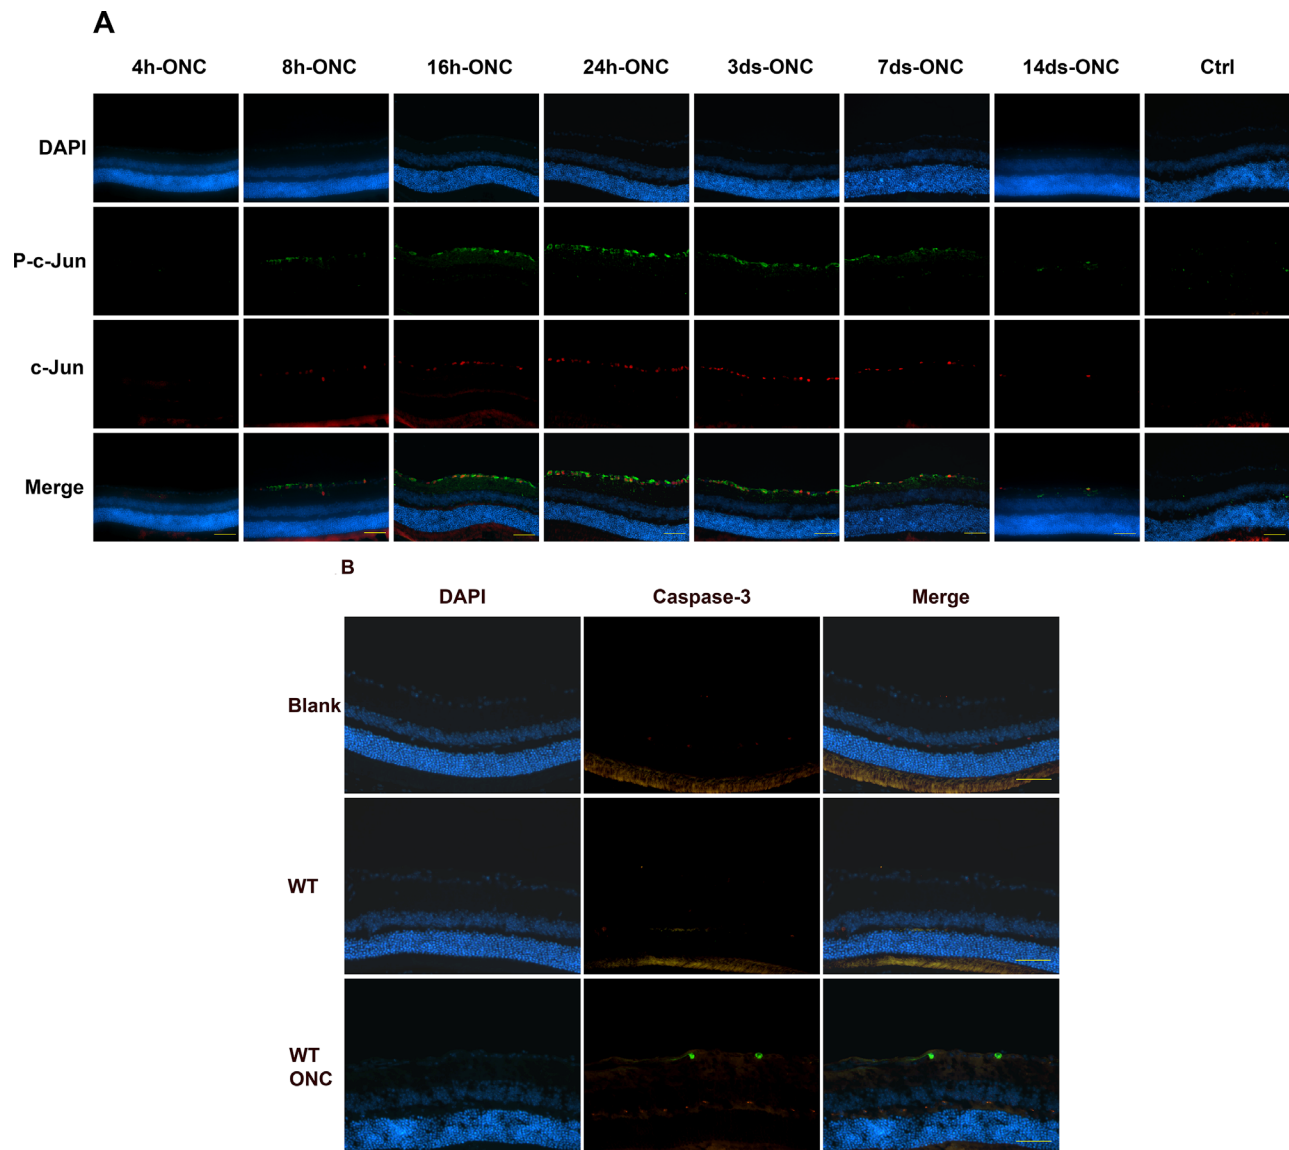 A
4h-ONC 8h-ONC 16h-ONC 24h-ONC 3ds-ONC 7ds-ONC 14ds-ONC Ctrl
DAPI
P-c-Jun
c-Jun
Merge
B
DAPI Caspase-3 Merge
Blank
WT
WT
ONC